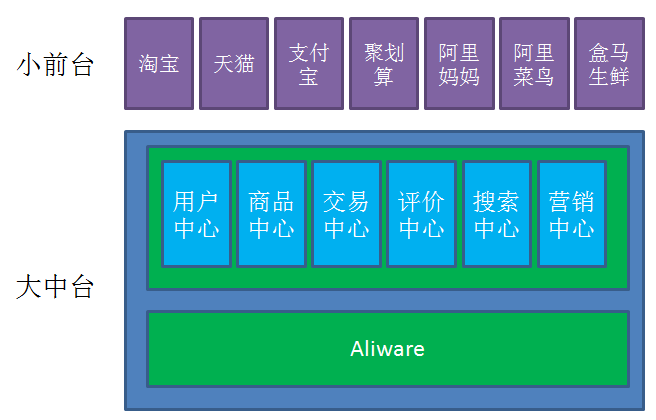 小前台
淘宝
天猫
支付
宝
聚划
算
阿里
妈妈
阿里
菜鸟
盒马
生鲜
大中台
用户
中心
商品
中心
交易
中心
评价
中心
搜索
中心
营销
中心
Aliware